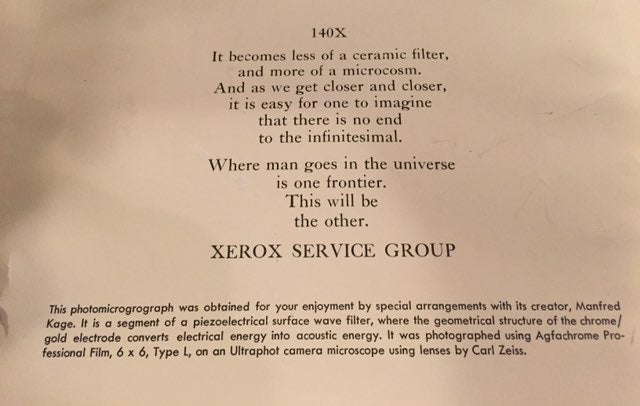 140X
It becomes less of a ceramic filter,
and more of a microcosm.
And as we get closer and closer,
it is easy for one to imagine
that there is no end
to the infinitesimal.
Where man goes in the universe
is one frontier.
This will be
the other.
XEROX SERVICE GROUP
This photomicrogrograph was obtained for your enjoyment by special arrangements with its creator, Manfred
Kage. It is a segment of a piezoelectrical surface wave filter, where the geometrical structure of the chrome/
gold electrode converts electrical energy into acoustic energy. It was photographed using Agfachrome Pro-
fessional Film, 6 x 6, Type L, on an Ultraphot camera microscope using lenses by Carl Zeiss.